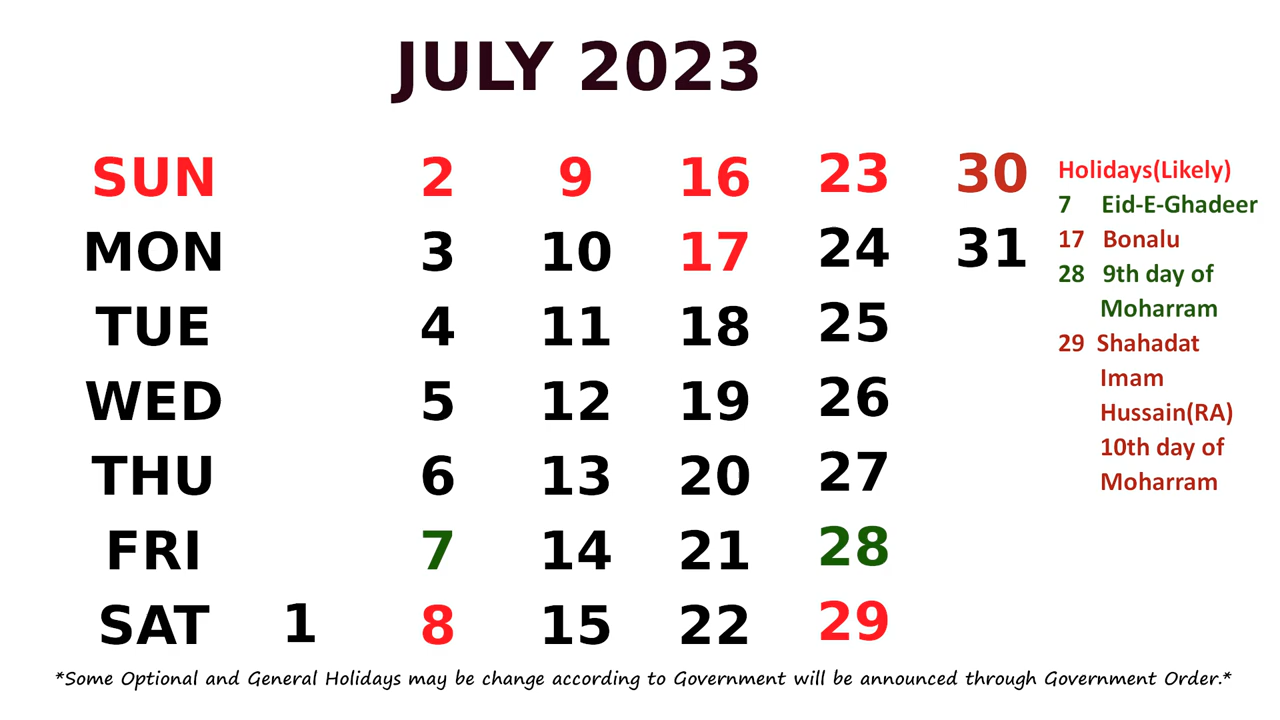 JULY 2023
SUN 2 9 16 23 30
MON 3 10 17 24 31
TUE 4 11 18 25
WED 5 12 19 26
THU 6 13 20 27
FRI 7 14 21 28
SAT 1 8 15 22 29
Holidays(Likely)
7 Eid-E-Ghadeer
17 Bonalu
28 9th day of
Moharram
29 Shahadat
Imam
Hussain(RA)
10th day of
Moharram
*Some Optional and General Holidays may be change according to Government will be announced through Government Order.*